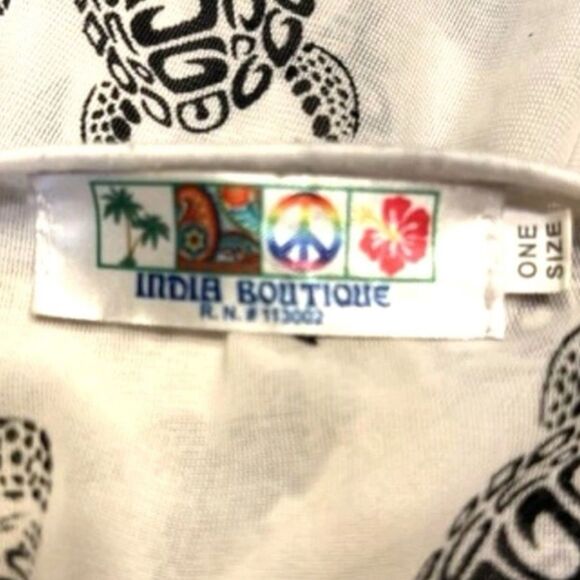 INDIA BOUTIQUE
R. N. # 113002
ONE
SIZE